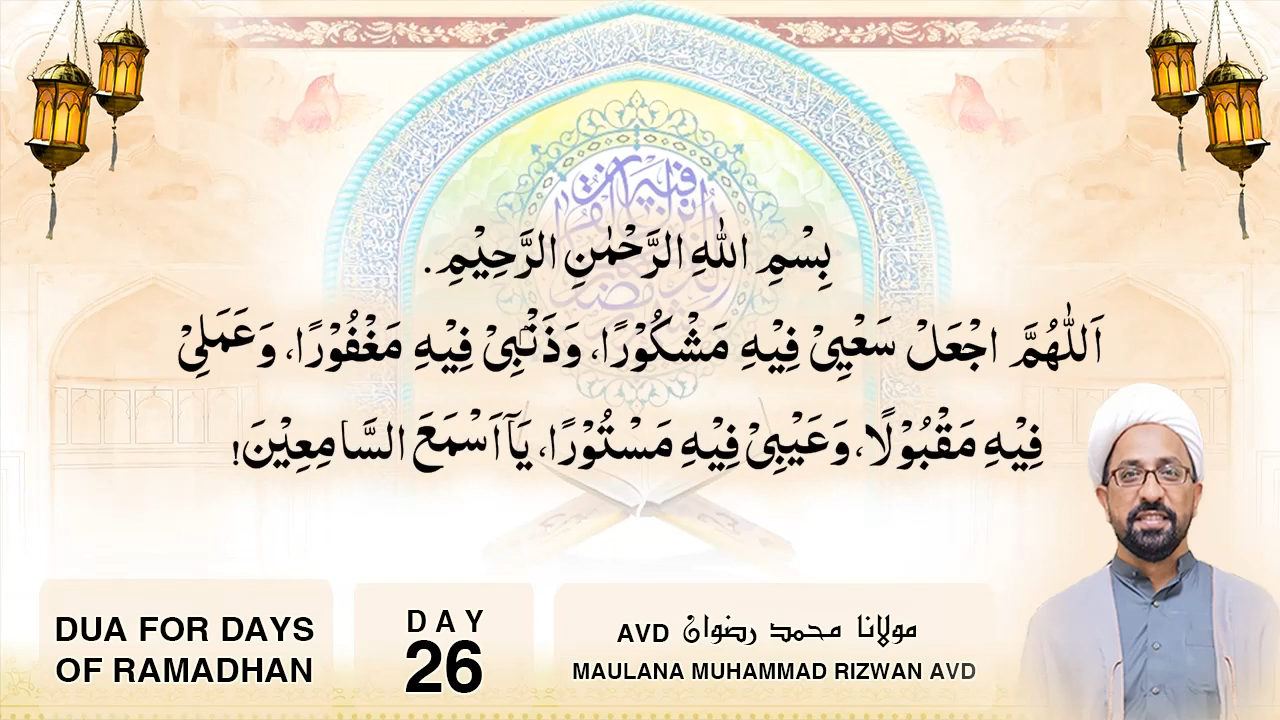 بِسْمِ اللهِ الرَّحْمٰنِ الرَّحِيْمِ.
اَللّٰهُمَّ اجْعَلْ سَعْيِيْ فِيْهِ مَشْكُوْرًا، وَذَنْۢبِيْ فِيْهِ مَغْفُوْرًا، وَعَمَلِيْ
فِيْهِ مَقْبُوْلًا، وَعَيْبِيْ فِيْهِ مَسْتُوْرًا، يَاۤ اَسْمَعَ السَّامِعِيْنَ!
DUA FOR DAYS
OF RAMADHAN
DAY
26
مولانا محمد رضوان AVD
MAULANA MUHAMMAD RIZWAN AVD